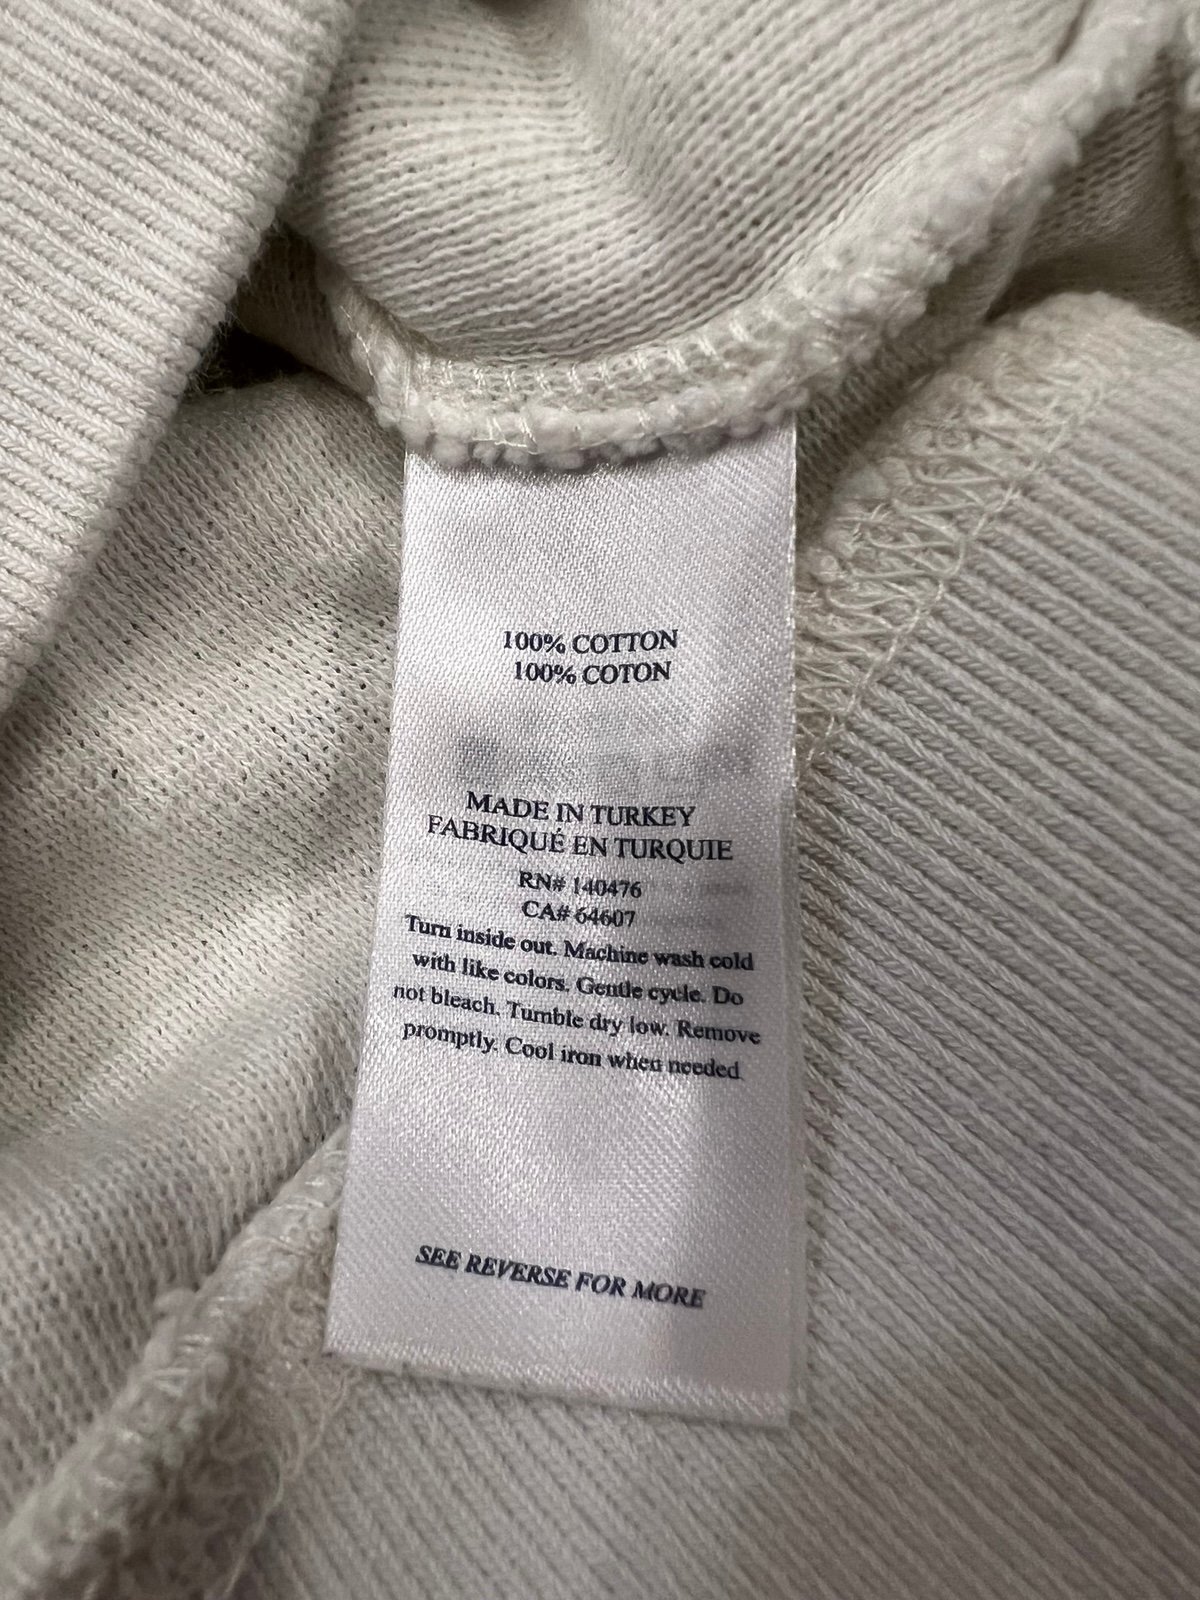 100% COTTON
100% COTON
MADE IN TURKEY
FABRIQUÉ EN TURQUIE
RN# 140476
CA# 64607
Turn inside out. Machine wash cold
with like colors. Gentle cycle. Do
not bleach. Tumble dry low. Remove
promptly. Cool iron when needed.
SEE REVERSE FOR MORE